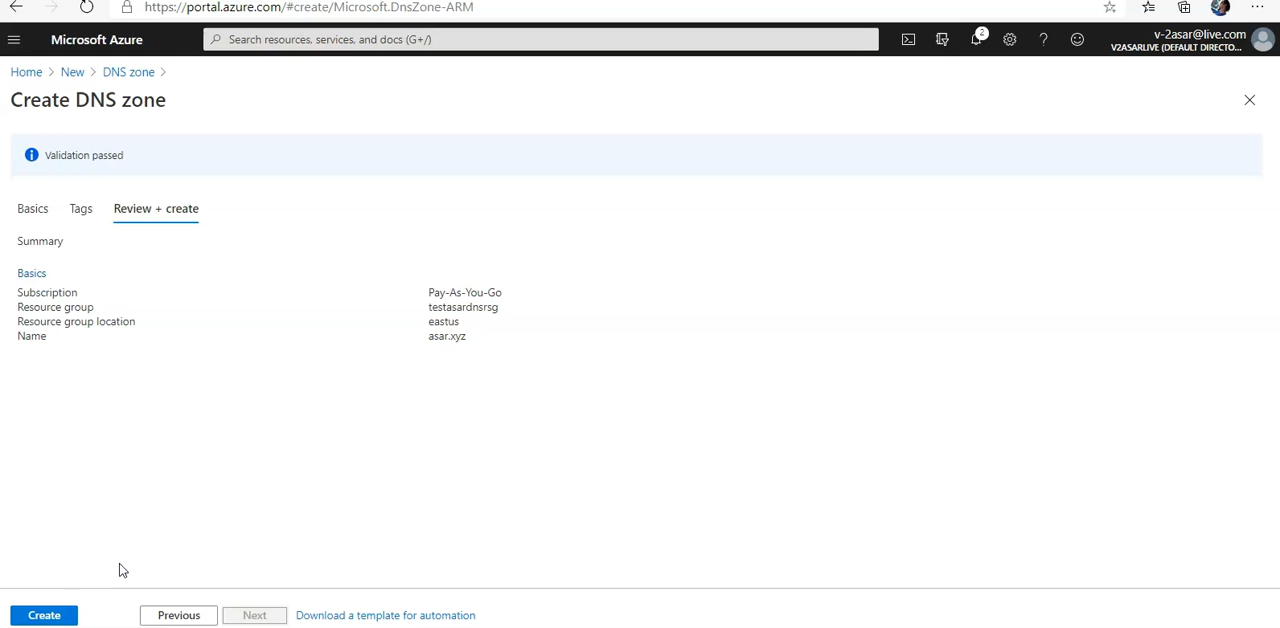 https://portal.azure.com/#create/Microsoft.DnsZone-ARM
Microsoft Azure
Search resources, services, and docs (G+/)
2
v-2asar@live.com
V2ASARLIVE (DEFAULT DIRECTO...
Home > New > DNS zone >
Create DNS zone
Validation passed
Basics Tags Review + create
Summary
Basics
Subscription Pay-As-You-Go
Resource group testasardnsrsg
Resource group location eastus
Name asar.xyz
Create Previous Next Download a template for automation